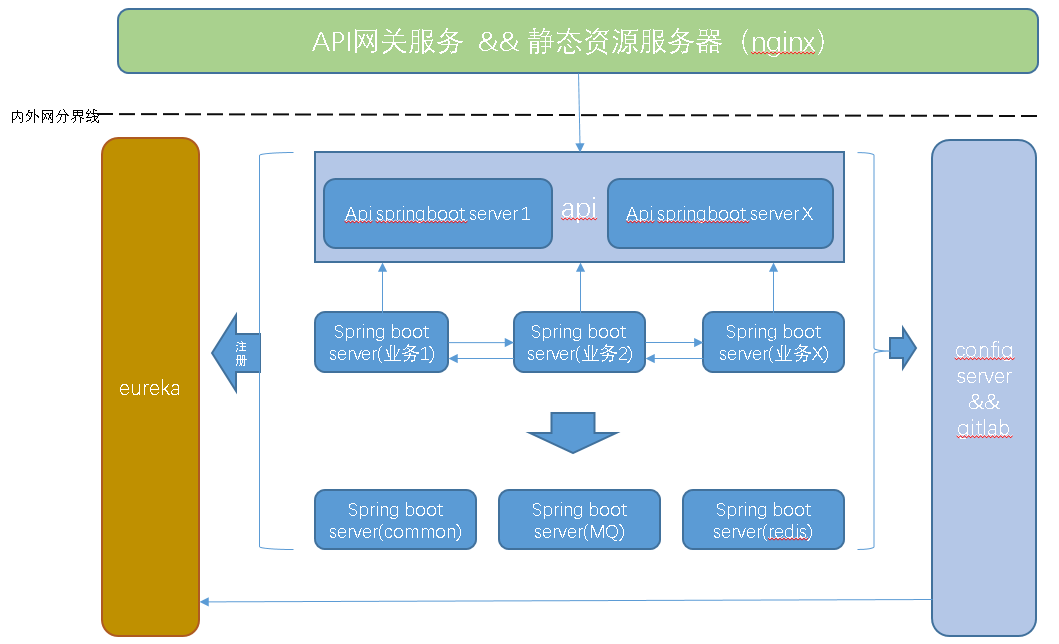 API网关服务 && 静态资源服务器（nginx）
内外网分界线
Api springboot server 1
api
Api springboot server X
Spring boot
server(业务1)
Spring boot
server(业务2)
Spring boot
server(业务X)
注
册
eureka
config
server
&&
gitlab
Spring boot
server(common)
Spring boot
server(MQ)
Spring boot
server(redis)